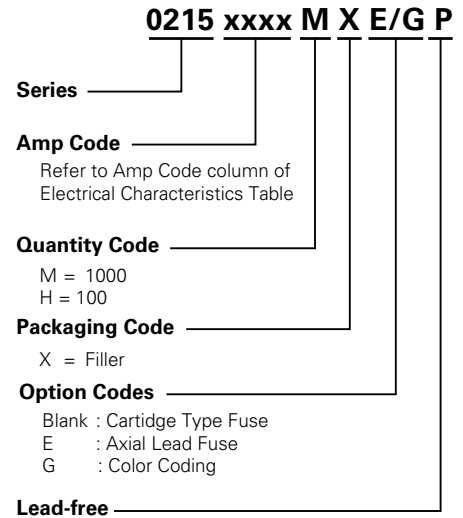 0215 xxxx M X E/G P
Series
Amp Code
Refer to Amp Code column of
Electrical Characteristics Table
Quantity Code
M = 1000
H = 100
Packaging Code
X = Filler
Option Codes
Blank : Cartidge Type Fuse
E : Axial Lead Fuse
G : Color Coding
Lead-free